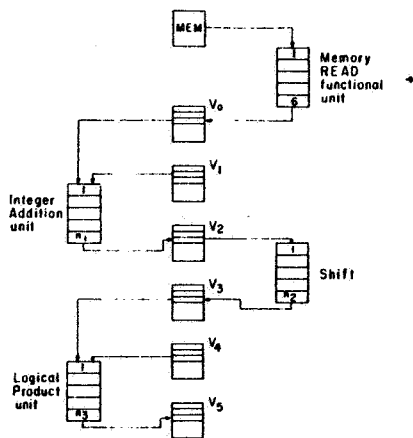 MEM
1
Memory
READ
functional
unit
6
V0
V1
Integer
Addition
unit
1
n1
V2
1
Shift
n2
V3
1
V4
Logical
Product
unit
n3
V5